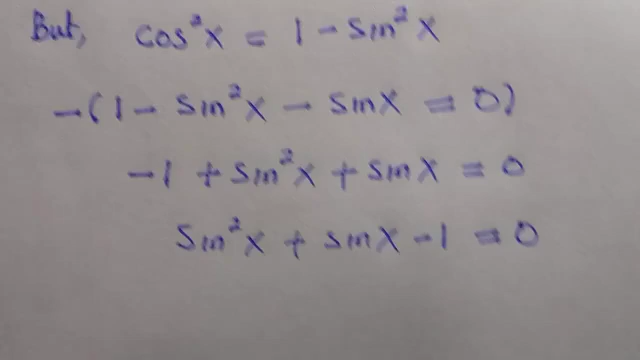 But, cos²x = 1 - sin²x
-(1 - sin²x - sinx = 0)
-1 + sin²x + sinx = 0
sin²x + sinx - 1 = 0